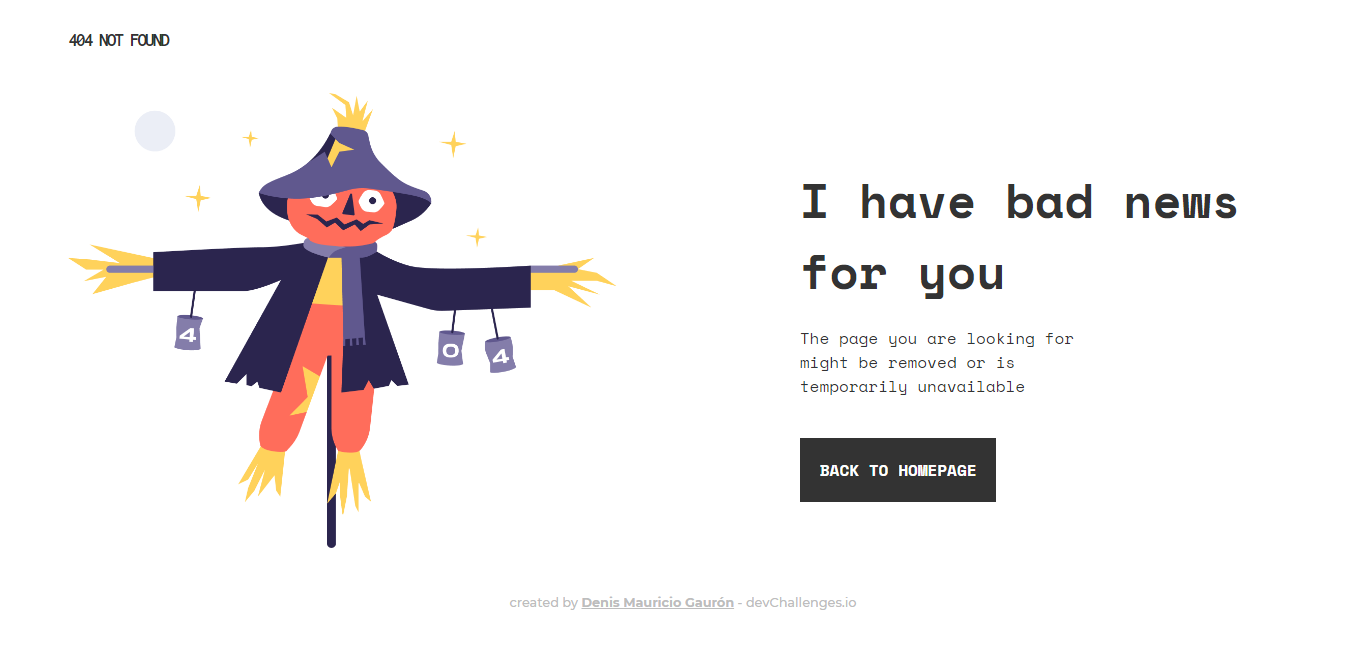 404 NOT FOUND
4
0
4
I have bad news
for you
The page you are looking for
might be removed or is
temporarily unavailable
BACK TO HOMEPAGE
created by Denis Mauricio Gaurón - devChallenges.io